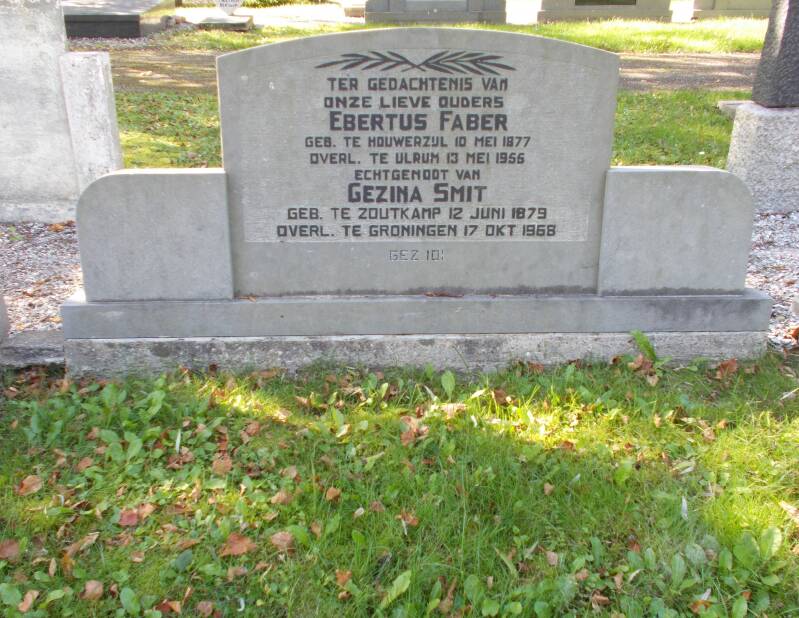 TER GEDACHTENIS VAN
ONZE LIEVE OUDERS
EBERTUS FABER
GEB. TE HOUWERZIJL 10 MEI 1877
OVERL. TE ULRUM 13 MEI 1956
ECHTGENOOT VAN
GEZINA SMIT
GEB. TE ZOUTKAMP 12 JUNI 1879
OVERL. TE GRONINGEN 17 OKT 1968
GEZ 101